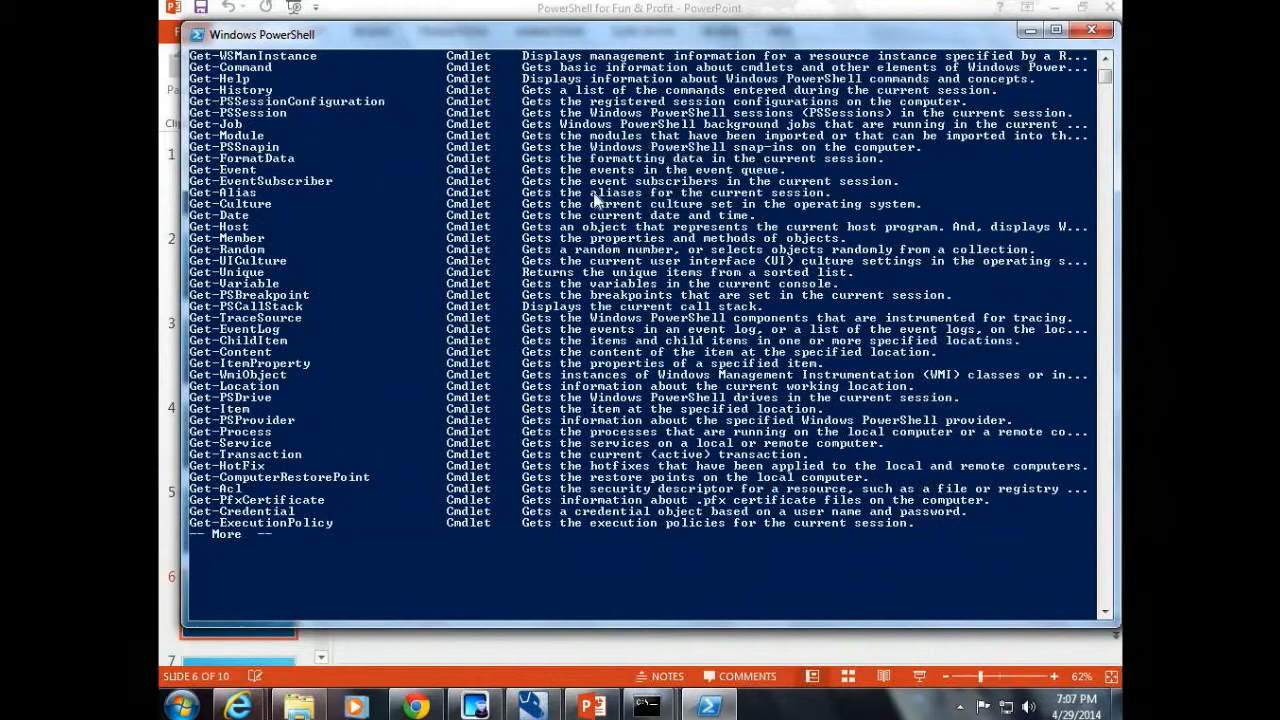 PowerShell for Fun & Profit - PowerPoint
Windows PowerShell
Get-WSManInstance Cmdlet Displays management information for a resource instance specified by a R...
Get-Command Cmdlet Gets basic information about cmdlets and other elements of Windows Power...
Get-Help Cmdlet Displays information about Windows PowerShell commands and concepts.
Get-History Cmdlet Gets a list of the commands entered during the current session.
Get-PSSessionConfiguration Cmdlet Gets the registered session configurations on the computer.
Get-PSSession Cmdlet Gets the Windows PowerShell sessions (PSSessions) in the current session.
Get-Job Cmdlet Gets Windows PowerShell background jobs that are running in the current ...
Get-Module Cmdlet Gets the modules that have been imported or that can be imported into th...
Get-PSSnapin Cmdlet Gets the Windows PowerShell snap-ins on the computer.
Get-FormatData Cmdlet Gets the formatting data in the current session.
Get-Event Cmdlet Gets the events in the event queue.
Get-EventSubscriber Cmdlet Gets the event subscribers in the current session.
Get-Alias Cmdlet Gets the aliases for the current session.
Get-Culture Cmdlet Gets the current culture set in the operating system.
Get-Date Cmdlet Gets the current date and time.
Get-Host Cmdlet Gets an object that represents the current host program. And, displays W...
Get-Member Cmdlet Gets the properties and methods of objects.
Get-Random Cmdlet Gets a random number, or selects objects randomly from a collection.
Get-UICulture Cmdlet Gets the current user interface (UI) culture settings in the operating s...
Get-Unique Cmdlet Returns the unique items from a sorted list.
Get-Variable Cmdlet Gets the variables in the current console.
Get-PSBreakpoint Cmdlet Gets the breakpoints that are set in the current session.
Get-PSCallStack Cmdlet Displays the current call stack.
Get-TraceSource Cmdlet Gets the Windows PowerShell components that are instrumented for tracing.
Get-EventLog Cmdlet Gets the events in an event log, or a list of the event logs, on the loc...
Get-ChildItem Cmdlet Gets the items and child items in one or more specified locations.
Get-Content Cmdlet Gets the content of the item at the specified location.
Get-ItemProperty Cmdlet Gets the properties of a specified item.
Get-WmiObject Cmdlet Gets instances of Windows Management Instrumentation (WMI) classes or in...
Get-Location Cmdlet Gets information about the current working location.
Get-PSDrive Cmdlet Gets the Windows PowerShell drives in the current session.
Get-Item Cmdlet Gets the item at the specified location.
Get-PSProvider Cmdlet Gets information about the specified Windows PowerShell provider.
Get-Process Cmdlet Gets the processes that are running on the local computer or a remote co...
Get-Service Cmdlet Gets the services on a local or remote computer.
Get-Transaction Cmdlet Gets the current (active) transaction.
Get-HotFix Cmdlet Gets the hotfixes that have been applied to the local and remote computers.
Get-ComputerRestorePoint Cmdlet Gets the restore points on the local computer.
Get-Acl Cmdlet Gets the security descriptor for a resource, such as a file or registry ...
Get-PfxCertificate Cmdlet Gets information about .pfx certificate files on the computer.
Get-Credential Cmdlet Gets a credential object based on a user name and password.
Get-ExecutionPolicy Cmdlet Gets the execution policies for the current session.
-- More --
1
2
3
4
5
6
7
SLIDE 6 OF 10 NOTES COMMENTS 62%
7:07 PM
4/29/2014